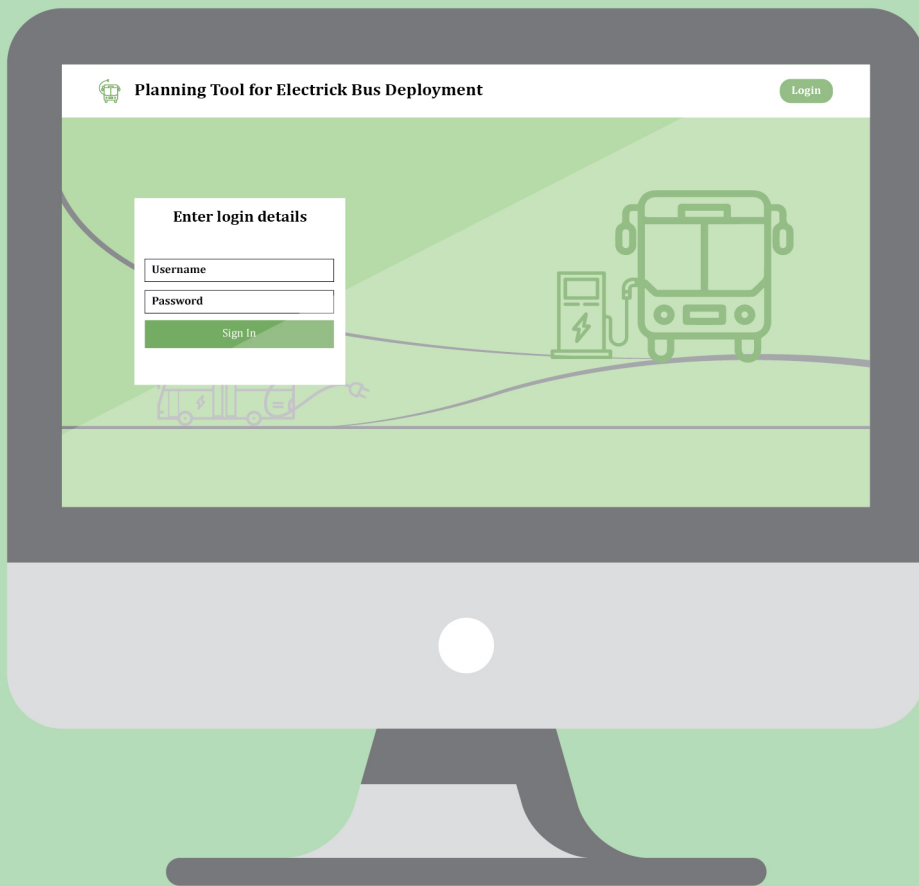 Planning Tool for Electrick Bus Deployment
Login
Enter login details
Username
Password
Sign In